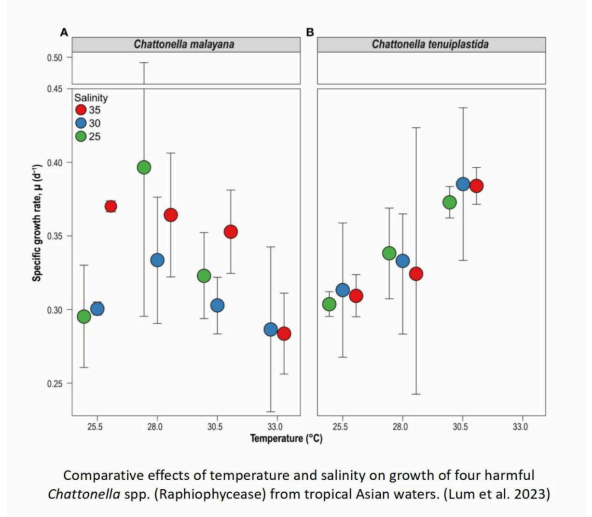 A
B
Chattonella malayana
Chattonella tenuiplastida
0.50
0.45
0.40
0.35
0.30
0.25
Specific growth rate, μ (d⁻¹)
Salinity
35
30
25
25.5 28.0 30.5 33.0
25.5 28.0 30.5 33.0
Temperature (°C)
Comparative effects of temperature and salinity on growth of four harmful
Chattonella spp. (Raphiophycease) from tropical Asian waters. (Lum et al. 2023)